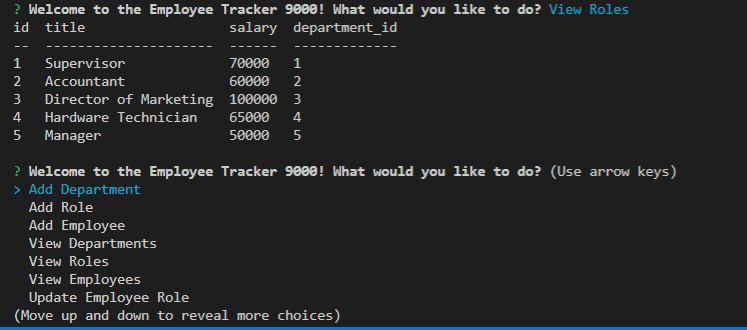 ? Welcome to the Employee Tracker 9000! What would you like to do? View Roles
id  title                 salary  department_id
--  --------------------- ------  -------------
1   Supervisor            70000   1
2   Accountant            60000   2
3   Director of Marketing 100000  3
4   Hardware Technician   65000   4
5   Manager               50000   5
? Welcome to the Employee Tracker 9000! What would you like to do? (Use arrow keys)
> Add Department
  Add Role
  Add Employee
  View Departments
  View Roles
  View Employees
  Update Employee Role
(Move up and down to reveal more choices)